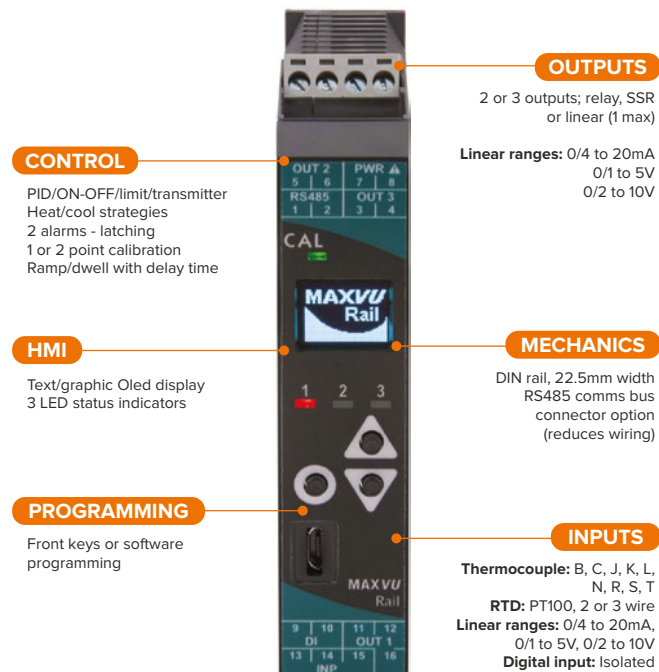 OUTPUTS
2 or 3 outputs; relay, SSR
or linear (1 max)
Linear ranges: 0/4 to 20mA
0/1 to 5V
0/2 to 10V
CONTROL
PID/ON-OFF/limit/transmitter
Heat/cool strategies
2 alarms - latching
1 or 2 point calibration
Ramp/dwell with delay time
HMI
Text/graphic Oled display
3 LED status indicators
PROGRAMMING
Front keys or software
programming
OUT 2 PWR
5 6 7 8
RS485 OUT 3
1 2 3 4
CAL
MAXVU
Rail
1 2 3
MAXVU
Rail
9 10 11 12
DI OUT 1
13 14 15 16
INP
MECHANICS
DIN rail, 22.5mm width
RS485 comms bus
connector option
(reduces wiring)
INPUTS
Thermocouple: B, C, J, K, L,
N, R, S, T
RTD: PT100, 2 or 3 wire
Linear ranges: 0/4 to 20mA,
0/1 to 5V, 0/2 to 10V
Digital input: Isolated